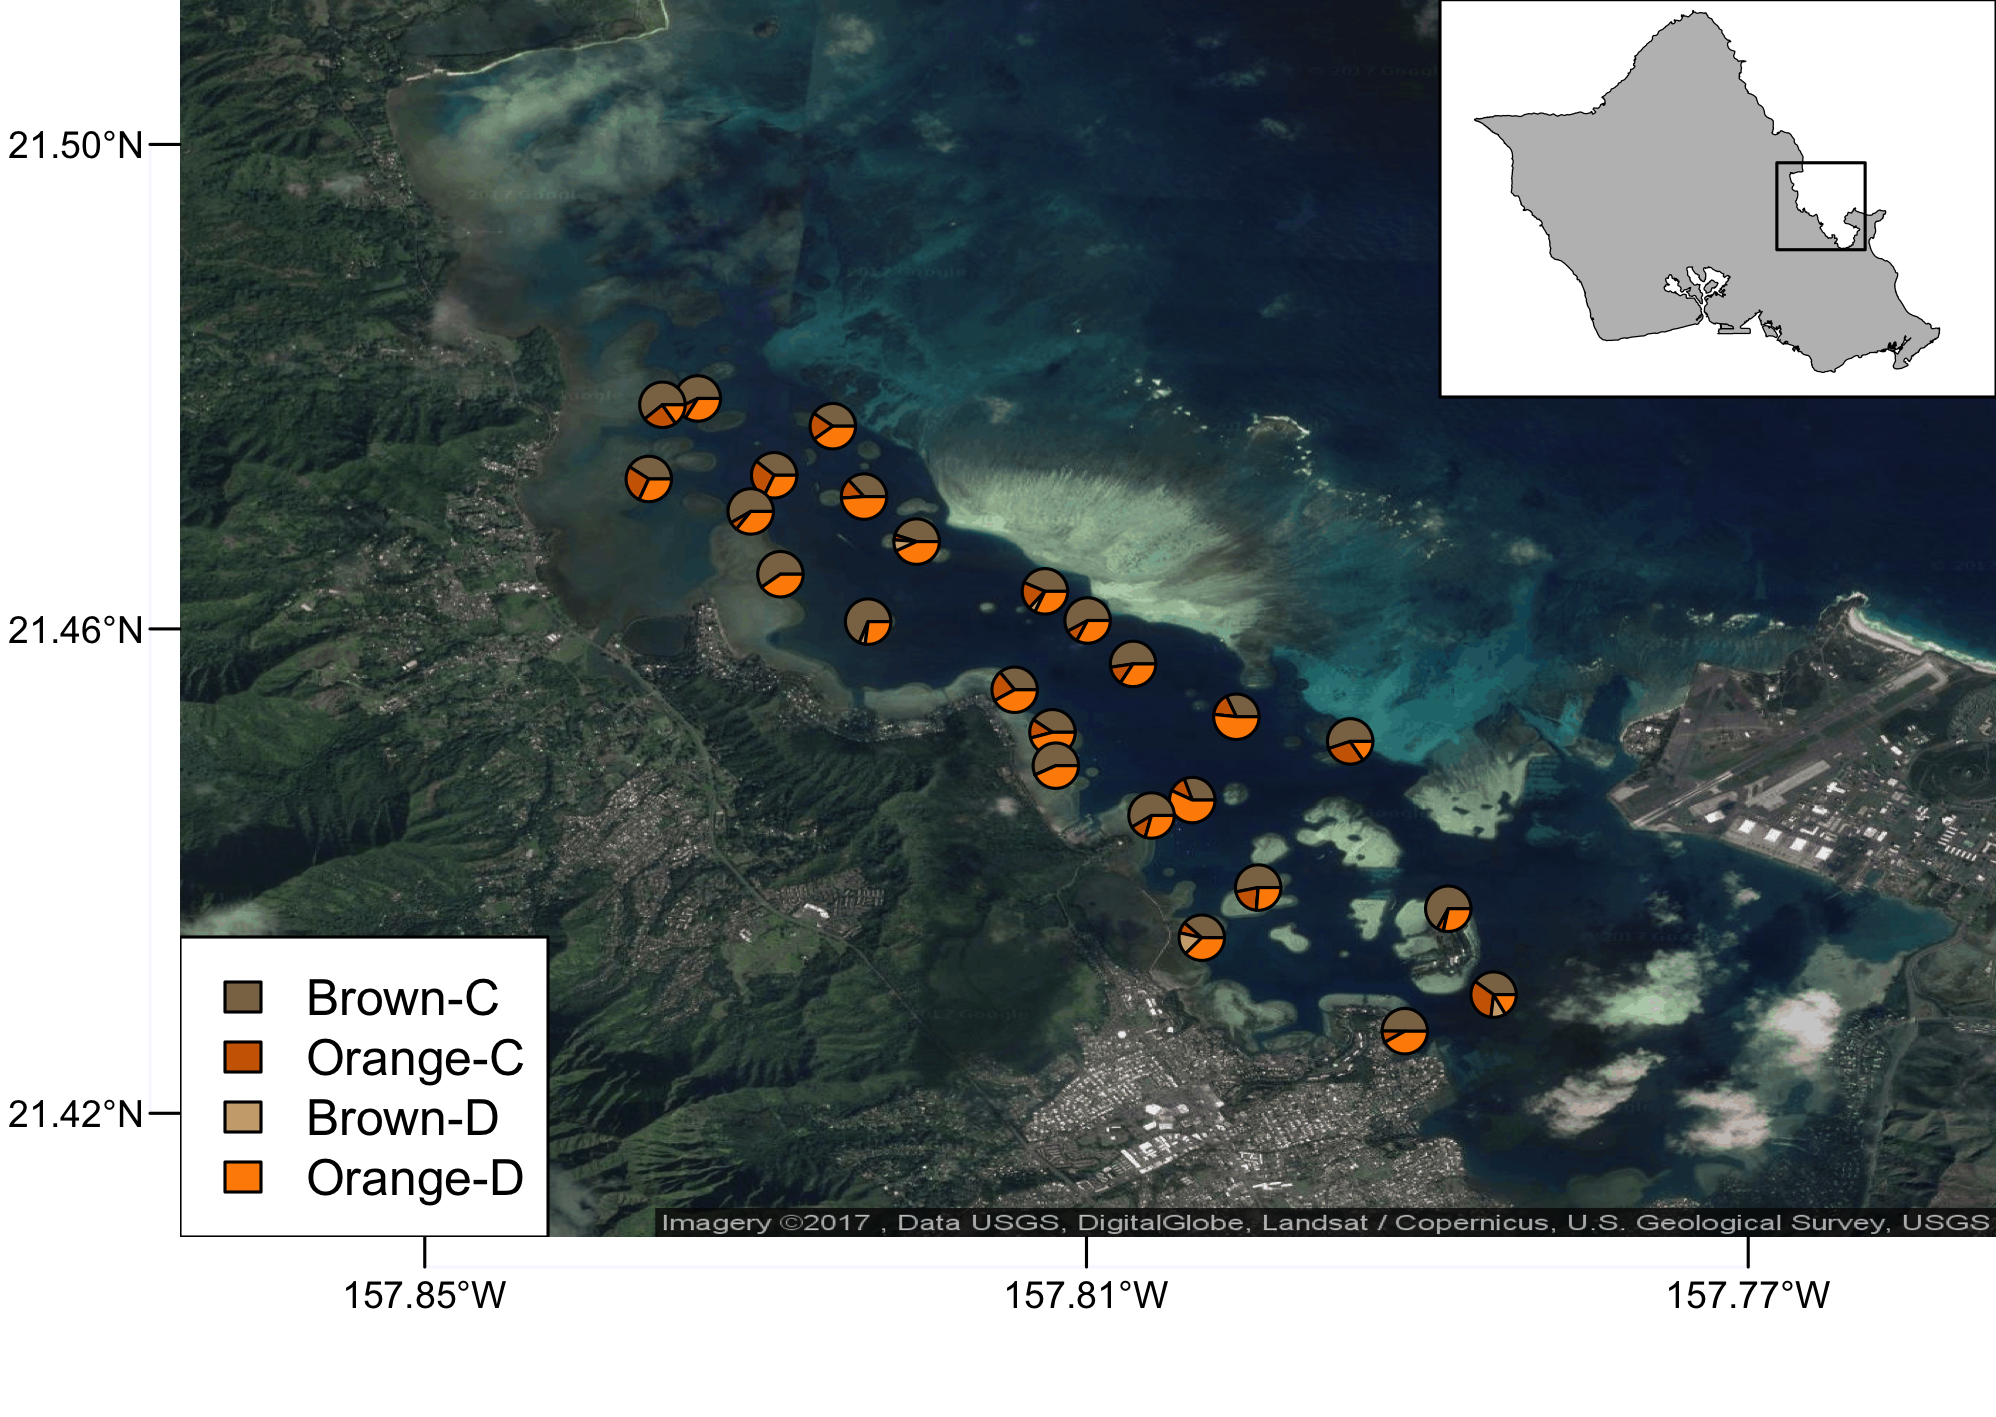 21.50°N
21.46°N
21.42°N
Brown-C
Orange-C
Brown-D
Orange-D
Imagery ©2017 , Data USGS, DigitalGlobe, Landsat / Copernicus, U.S. Geological Survey, USGS
157.85°W
157.81°W
157.77°W